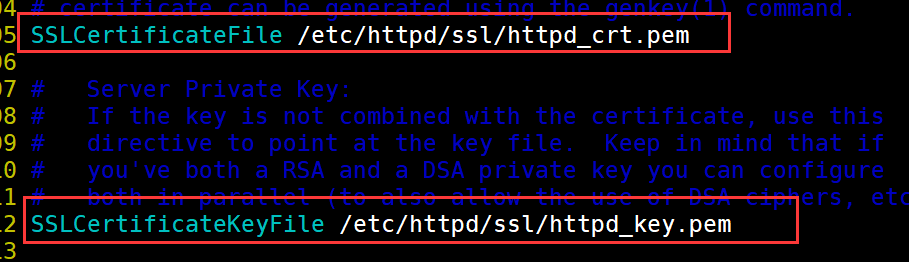 04 # certificate can be generated using the genkey(1) command.
05 SSLCertificateFile /etc/httpd/ssl/httpd_crt.pem
06
07 #   Server Private Key:
08 #   If the key is not combined with the certificate, use this
09 #   directive to point at the key file.  Keep in mind that if
10 #   you've both a RSA and a DSA private key you can configure
11 #   both in parallel (to also allow the use of DSA ciphers, etc
12 SSLCertificateKeyFile /etc/httpd/ssl/httpd_key.pem
13